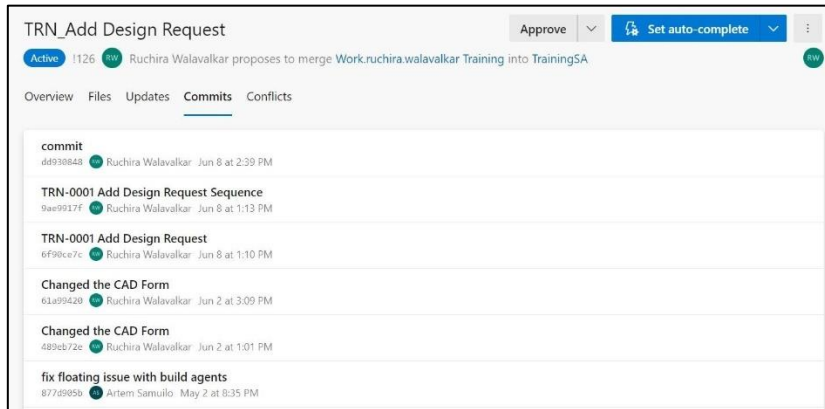 TRN_Add Design Request
Approve
Set auto-complete
Active !126 RW Ruchira Walavalkar proposes to merge Work.ruchira.walavalkar Training into TrainingSA
RW
Overview Files Updates Commits Conflicts
commit
dd930848 RW Ruchira Walavalkar Jun 8 at 2:39 PM
TRN-0001 Add Design Request Sequence
9ae9917f RW Ruchira Walavalkar Jun 8 at 1:13 PM
TRN-0001 Add Design Request
6f90ce7c RW Ruchira Walavalkar Jun 8 at 1:10 PM
Changed the CAD Form
61a99420 RW Ruchira Walavalkar Jun 2 at 3:09 PM
Changed the CAD Form
489eb72e RW Ruchira Walavalkar Jun 2 at 1:01 PM
fix floating issue with build agents
877d905b AS Artem Samuilo May 2 at 8:35 PM